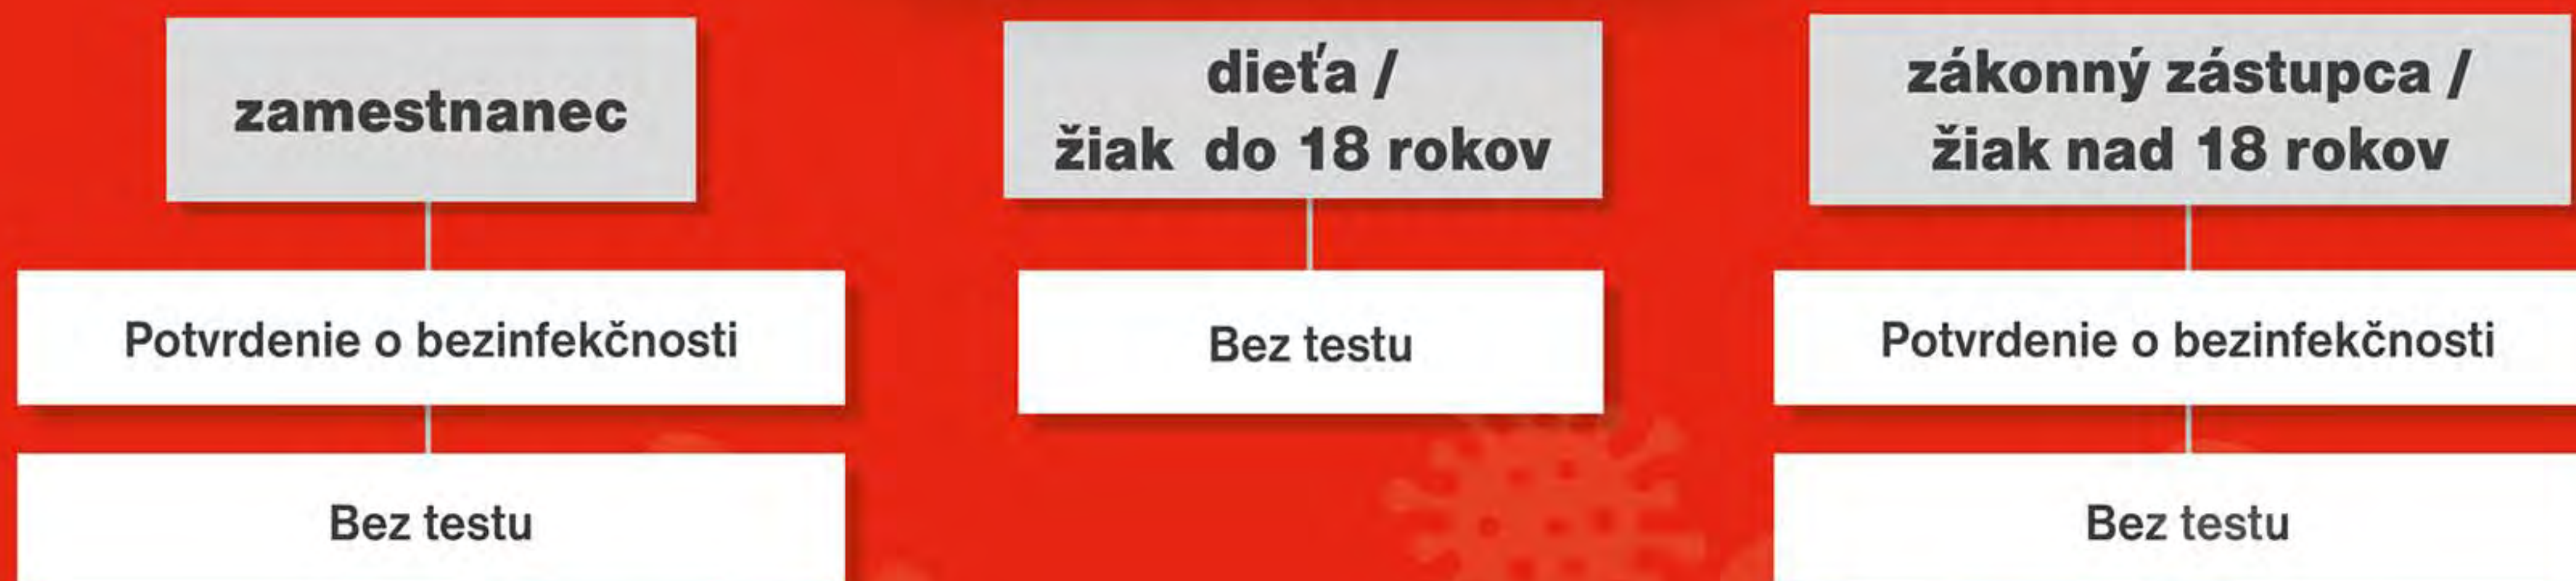 zamestnanec
dieťa /
žiak do 18 rokov
zákonný zástupca /
žiak nad 18 rokov
Potvrdenie o bezinfekčnosti
Bez testu
Potvrdenie o bezinfekčnosti
Bez testu
Bez testu